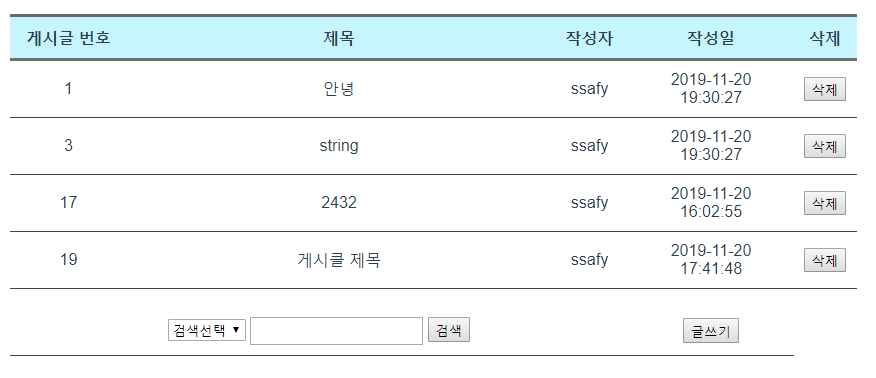 게시글 번호 제목 작성자 작성일 삭제
1 안녕 ssafy 2019-11-20 19:30:27 삭제
3 string ssafy 2019-11-20 19:30:27 삭제
17 2432 ssafy 2019-11-20 16:02:55 삭제
19 게시클 제목 ssafy 2019-11-20 17:41:48 삭제
검색선택 ▼ 검색 글쓰기